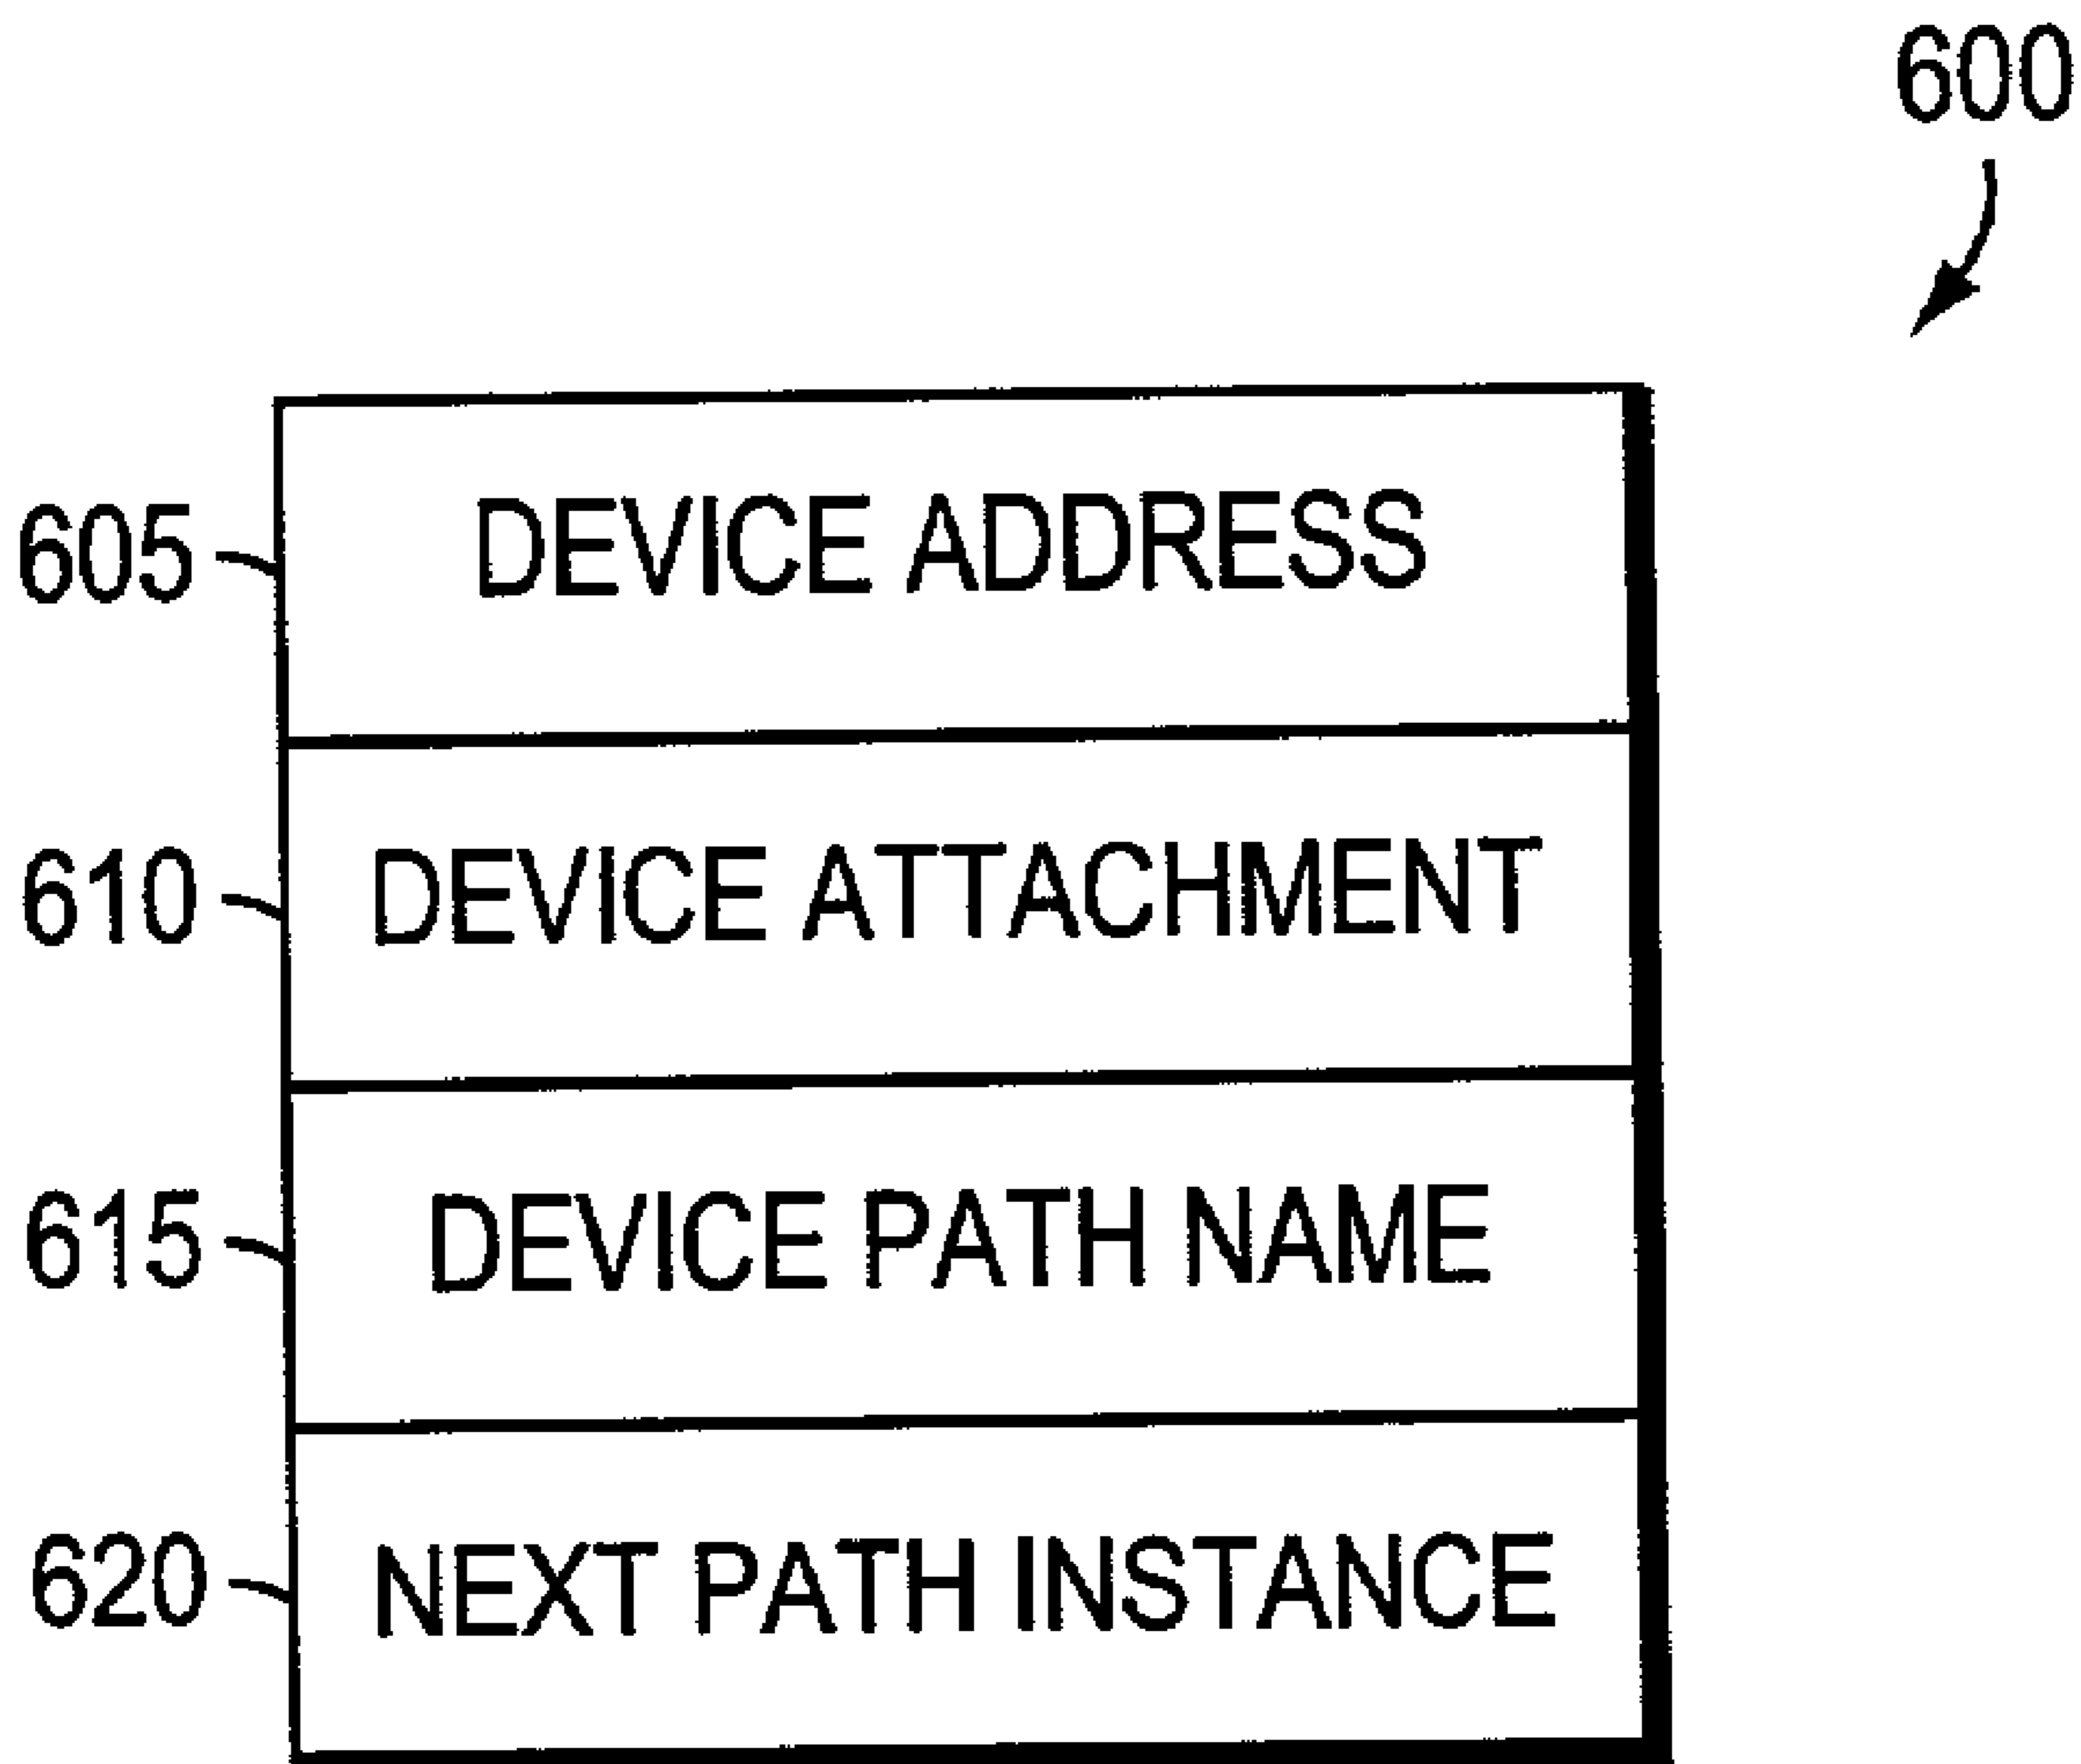 600
605 DEVICE ADDRESS
610 DEVICE ATTACHMENT
615 DEVICE PATH NAME
620 NEXT PATH INSTANCE